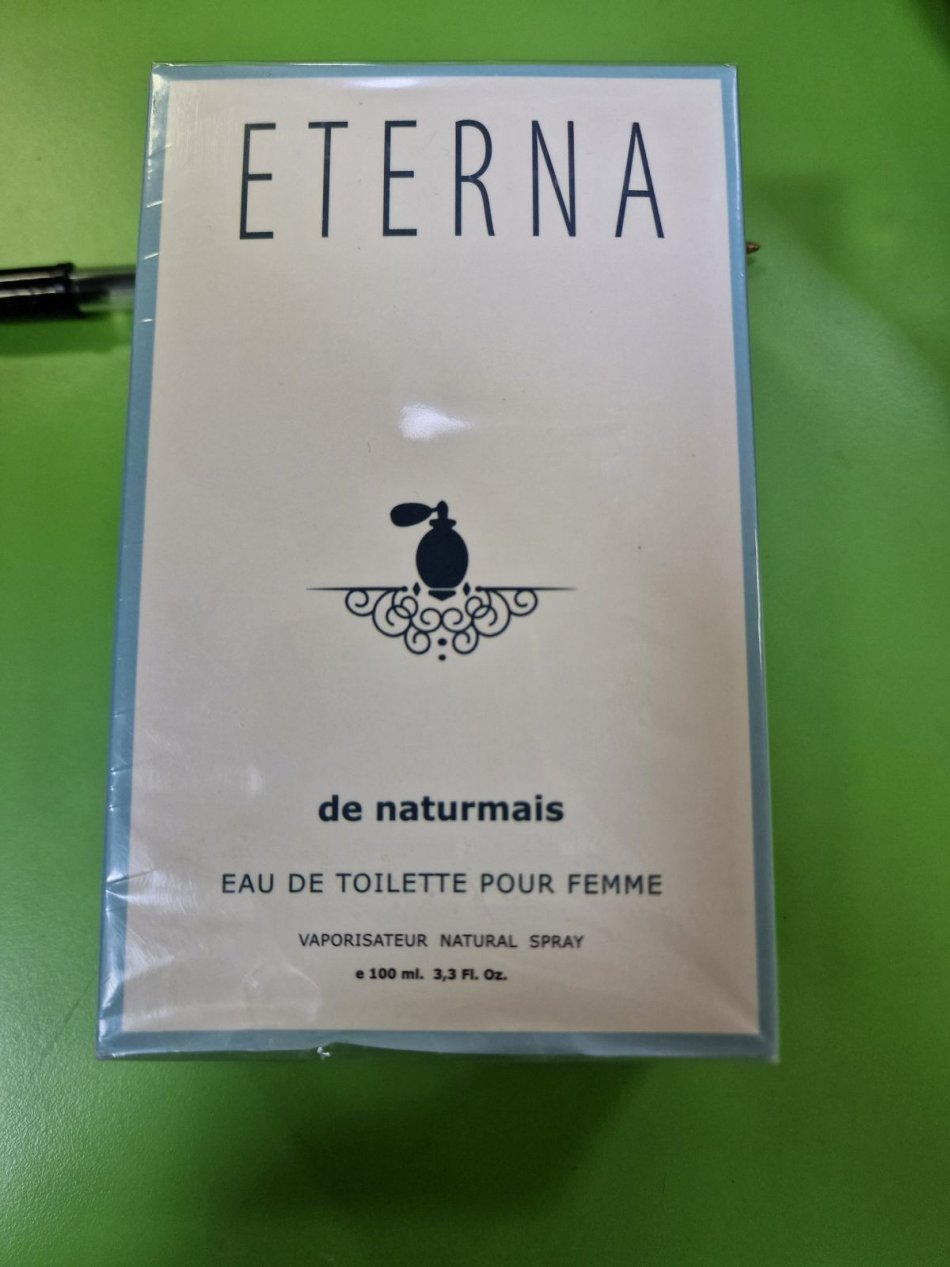 ETERNA
de naturmais
EAU DE TOILETTE POUR FEMME
VAPORISATEUR NATURAL SPRAY
e 100 ml. 3,3 Fl. Oz.